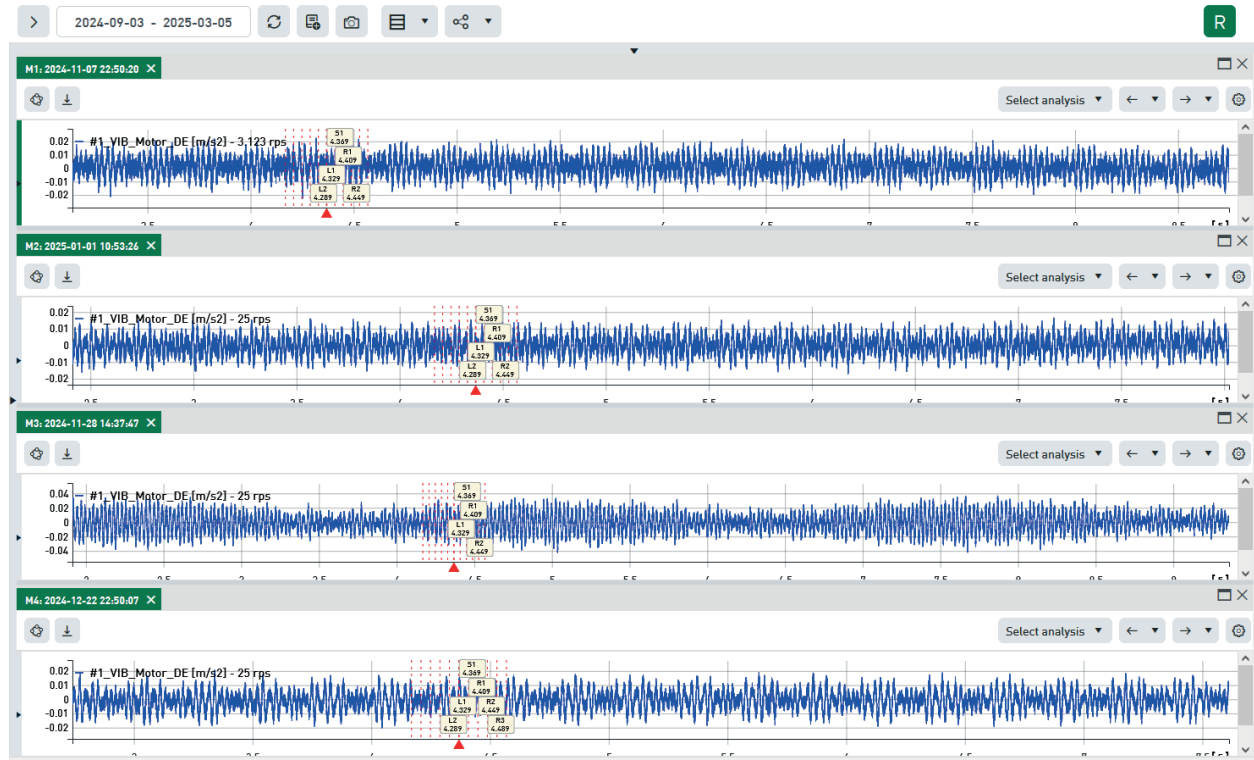 2024-09-03 - 2025-03-05
R
M1: 2024-11-07 22:50:20
Select analysis
#1_VIB_Motor_DE [m/s2] - 3,123 rps
0.02
0.01
0
-0.01
-0.02
S1
4.369
R1
4.409
L1
4.329
L2
4.289
R2
4.449
M2: 2025-01-01 10:53:26
Select analysis
#1_VIB_Motor_DE [m/s2] - 25 rps
0.02
0.01
0
-0.01
-0.02
S1
4.369
R1
4.409
L1
4.329
L2
4.289
R2
4.449
M3: 2024-11-28 14:37:47
Select analysis
#1_VIB_Motor_DE [m/s2] - 25 rps
0.04
0.02
0
-0.02
-0.04
S1
4.369
R1
4.409
L1
4.329
R2
4.449
M4: 2024-12-22 22:50:07
Select analysis
#1_VIB_Motor_DE [m/s2] - 25 rps
0.02
0.01
0
-0.01
-0.02
S1
4.369
R1
4.409
L1
4.329
R2
4.449
L2
4.289
R3
4.489